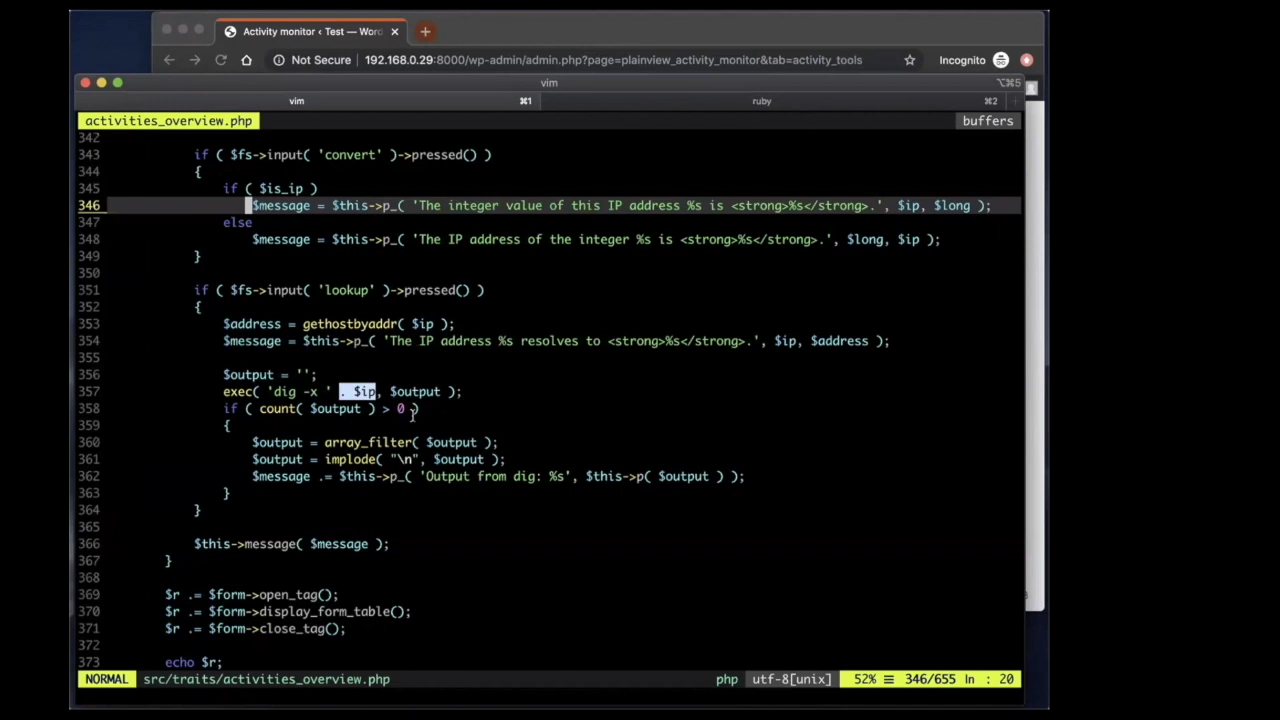 Activity monitor ‹ Test — Word
Not Secure 192.168.0.29:8000/wp-admin/admin.php?page=plainview_activity_monitor&tab=activity_tools Incognito
vim ⌥⌘5
vim ⌘1 ruby ⌘2
activities_overview.php buffers
342
343 if ( $fs->input( 'convert' )->pressed() )
344 {
345 if ( $is_ip )
346 $message = $this->p_( 'The integer value of this IP address %s is <strong>%s</strong>.', $ip, $long );
347 else
348 $message = $this->p_( 'The IP address of the integer %s is <strong>%s</strong>.', $long, $ip );
349 }
350
351 if ( $fs->input( 'lookup' )->pressed() )
352 {
353 $address = gethostbyaddr( $ip );
354 $message = $this->p_( 'The IP address %s resolves to <strong>%s</strong>.', $ip, $address );
355
356 $output = '';
357 exec( 'dig -x ' . $ip, $output );
358 if ( count( $output ) > 0 )
359 {
360 $output = array_filter( $output );
361 $output = implode( "\n", $output );
362 $message .= $this->p_( 'Output from dig: %s', $this->p( $output ) );
363 }
364 }
365
366 $this->message( $message );
367 }
368
369 $r .= $form->open_tag();
370 $r .= $form->display_form_table();
371 $r .= $form->close_tag();
372
373 echo $r;
NORMAL src/traits/activities_overview.php php utf-8[unix] 52% ☰ 346/655 ln : 20